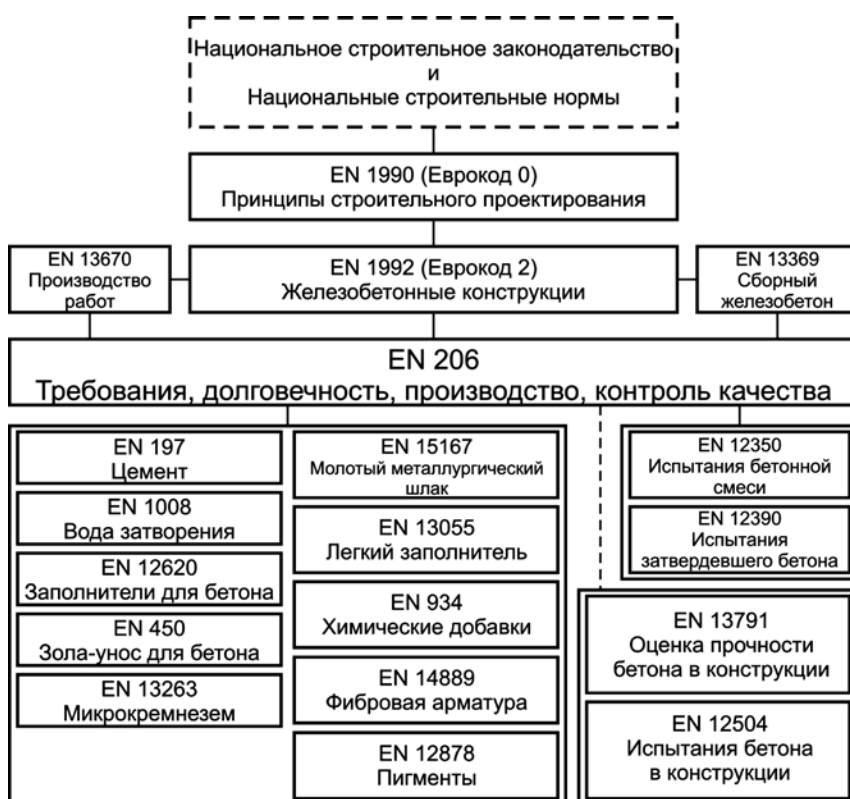 Национальное строительное законодательство
и
Национальные строительные нормы
EN 1990 (Еврокод 0)
Принципы строительного проектирования
EN 13670
Производство
работ
EN 1992 (Еврокод 2)
Железобетонные конструкции
EN 13369
Сборный
железобетон
EN 206
Требования, долговечность, производство, контроль качества
EN 197
Цемент
EN 1008
Вода затворения
EN 12620
Заполнители для бетона
EN 450
Зола-унос для бетона
EN 13263
Микрокремнезем
EN 15167
Молотый металлургический
шлак
EN 13055
Легкий заполнитель
EN 934
Химические добавки
EN 14889
Фибровая арматура
EN 12878
Пигменты
EN 12350
Испытания бетонной
смеси
EN 12390
Испытания
затвердевшего бетона
EN 13791
Оценка прочности
бетона в конструкции
EN 12504
Испытания бетона
в конструкции